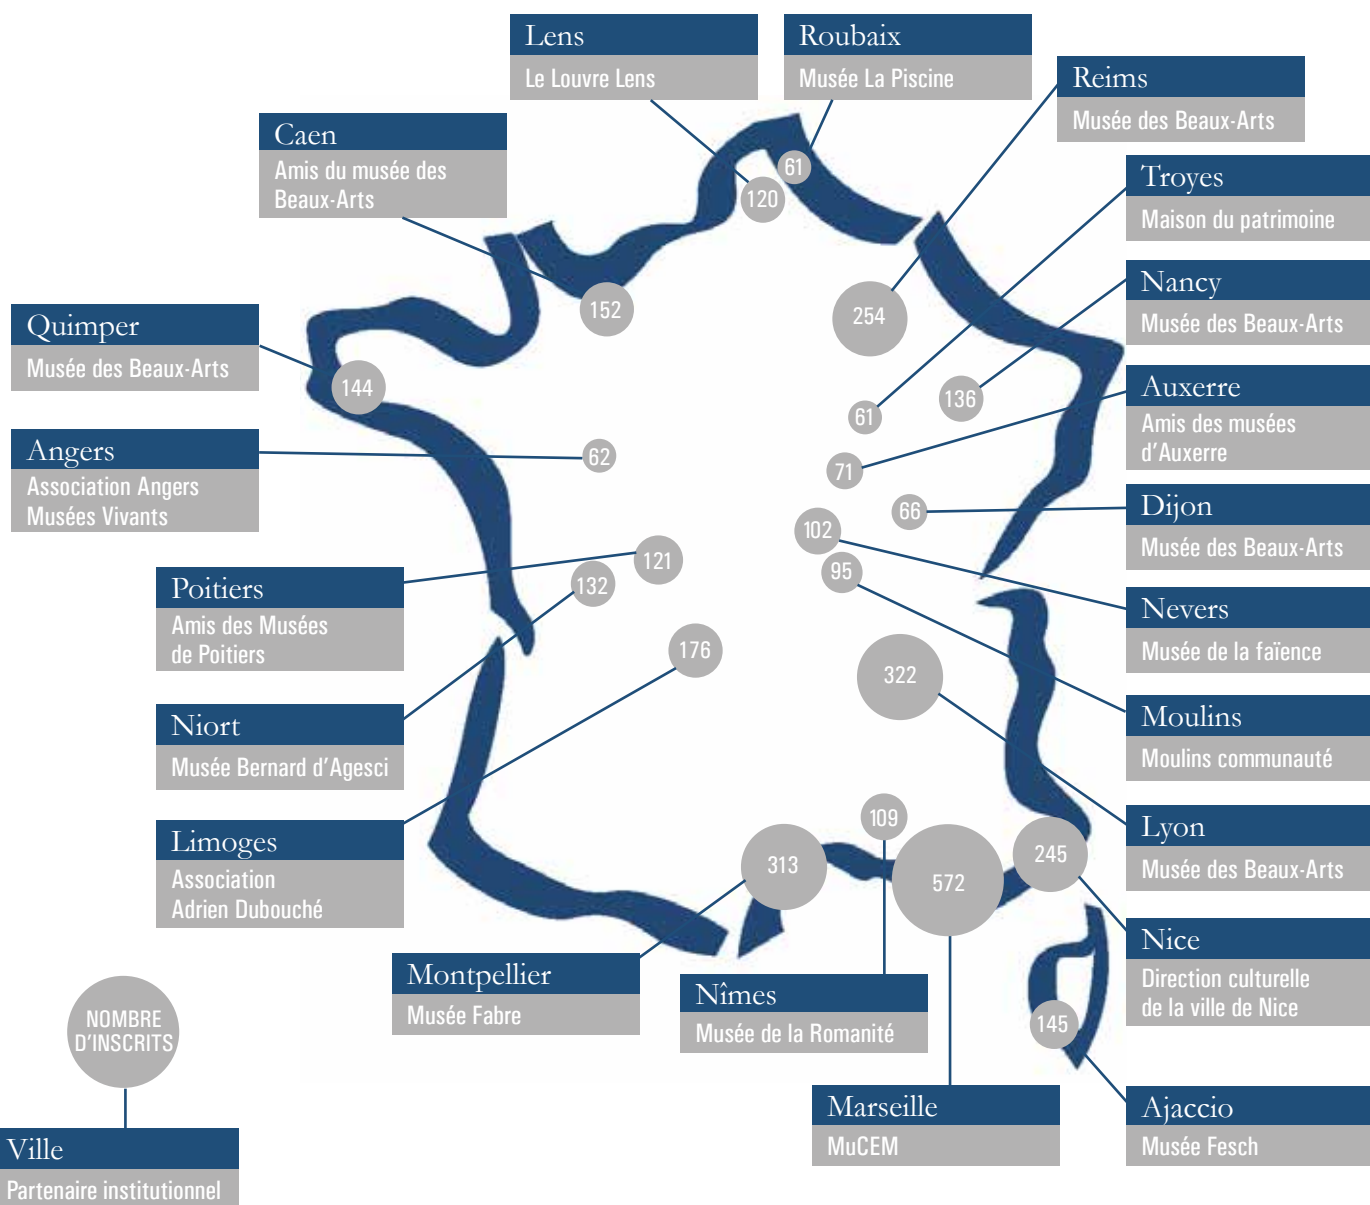 Lens
Le Louvre Lens
Roubaix
Musée La Piscine
Reims
Musée des Beaux-Arts
Caen
Amis du musée des
Beaux-Arts
Troyes
Maison du patrimoine
Nancy
Musée des Beaux-Arts
Quimper
Musée des Beaux-Arts
Auxerre
Amis des musées
d'Auxerre
Angers
Association Angers
Musées Vivants
Dijon
Musée des Beaux-Arts
Poitiers
Amis des Musées
de Poitiers
Nevers
Musée de la faïence
Niort
Musée Bernard d'Agesci
Moulins
Moulins communauté
Limoges
Association
Adrien Dubouché
Lyon
Musée des Beaux-Arts
Montpellier
Musée Fabre
Nîmes
Musée de la Romanité
Nice
Direction culturelle
de la ville de Nice
Marseille
MuCEM
Ajaccio
Musée Fesch
61
120
152
254
144
136
61
62
71
66
102
121
95
132
176
322
109
313
572
245
145
NOMBRE
D'INSCRITS
Ville
Partenaire institutionnel